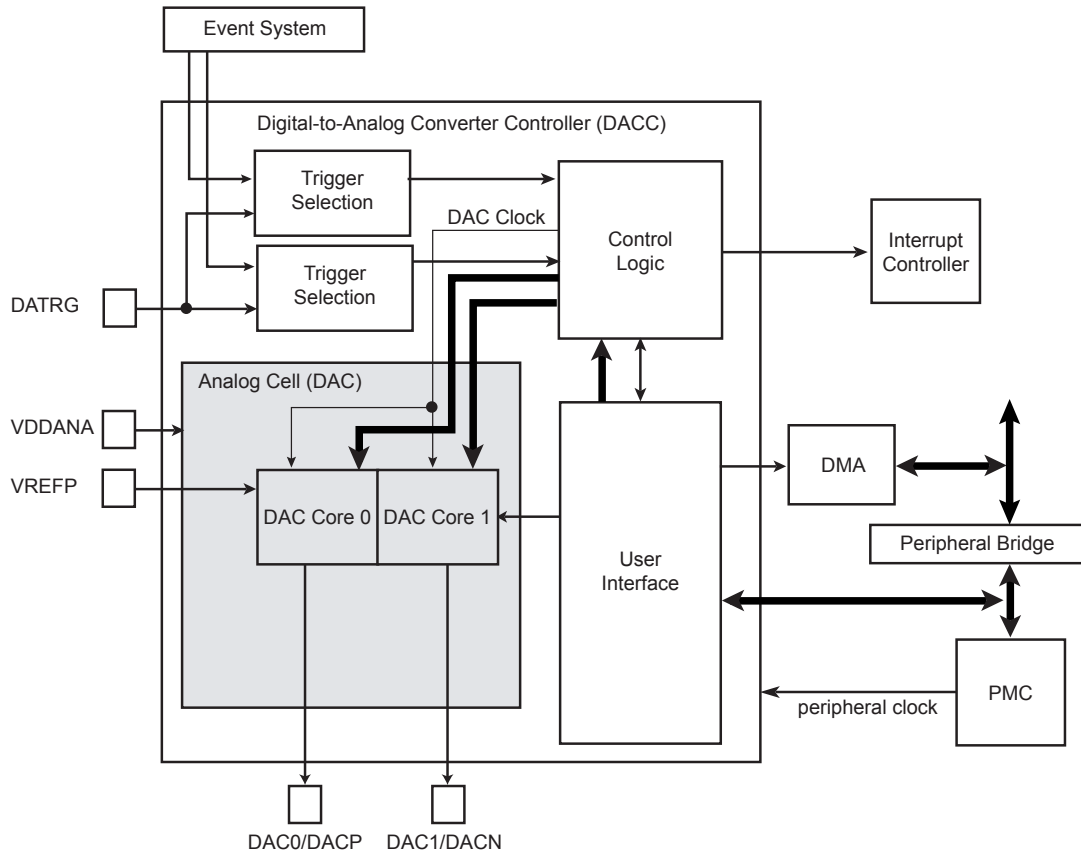 Event System
Digital-to-Analog Converter Controller (DACC)
Trigger
Selection
DAC Clock
Control
Logic
Interrupt
Controller
Trigger
Selection
DATRG
Analog Cell (DAC)
VDDANA
VREFP
DAC Core 0
DAC Core 1
DMA
Peripheral Bridge
User
Interface
PMC
peripheral clock
DAC0/DACP
DAC1/DACN